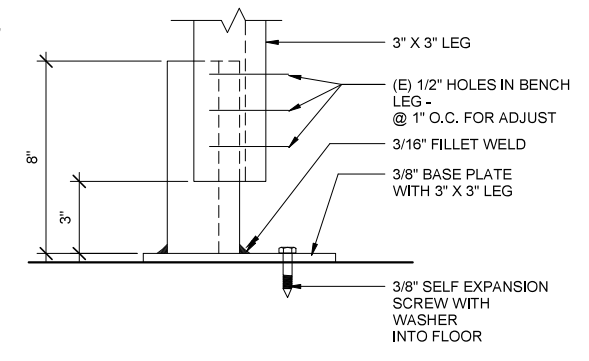 3" X 3" LEG
(E) 1/2" HOLES IN BENCH
LEG -
@ 1" O.C. FOR ADJUST
3/16" FILLET WELD
3/8" BASE PLATE
WITH 3" X 3" LEG
3/8" SELF EXPANSION
SCREW WITH
WASHER
INTO FLOOR
8"
3"